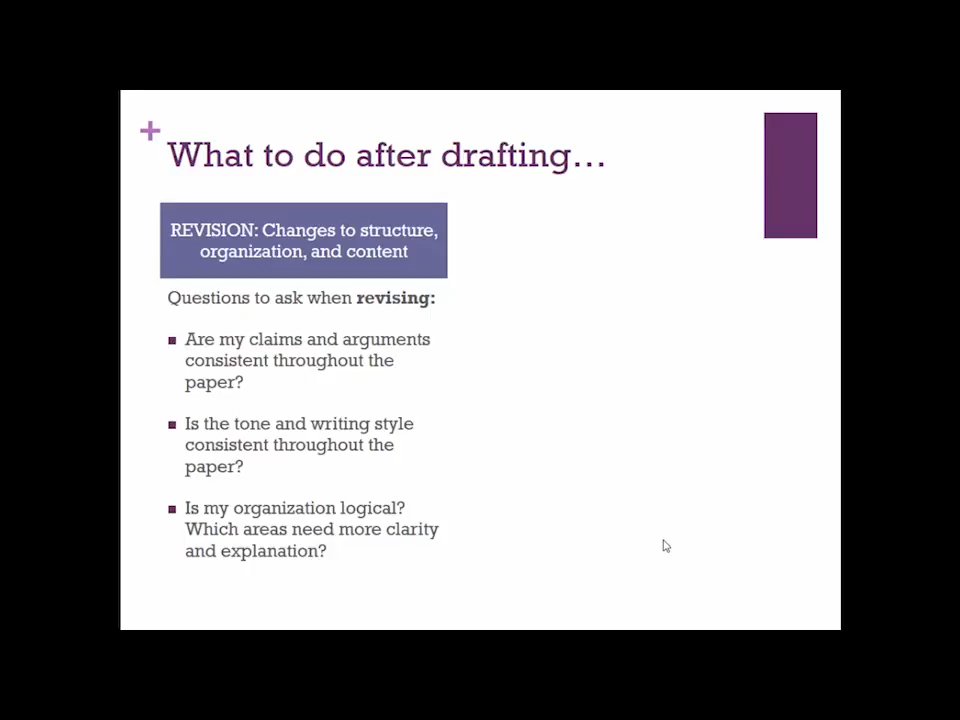 +
What to do after drafting...
REVISION: Changes to structure,
organization, and content
Questions to ask when revising:
Are my claims and arguments
consistent throughout the
paper?
Is the tone and writing style
consistent throughout the
paper?
Is my organization logical?
Which areas need more clarity
and explanation?